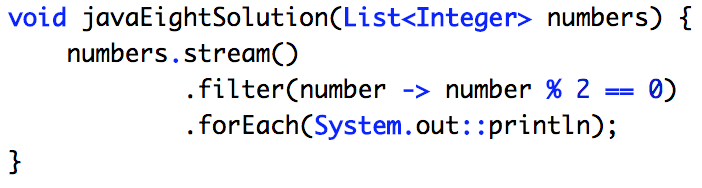 void javaEightSolution(List<Integer> numbers) {
    numbers.stream()
           .filter(number -> number % 2 == 0)
           .forEach(System.out::println);
}